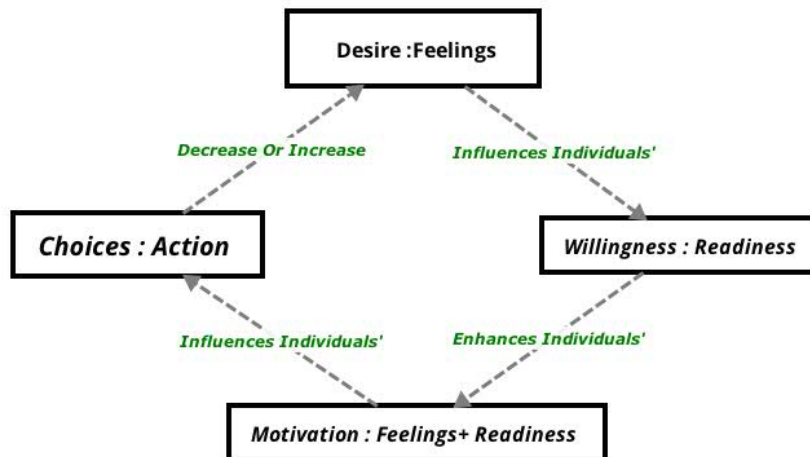 Desire :Feelings
Decrease Or Increase
Influences Individuals'
Choices : Action
Willingness : Readiness
Influences Individuals'
Enhances Individuals'
Motivation : Feelings+ Readiness